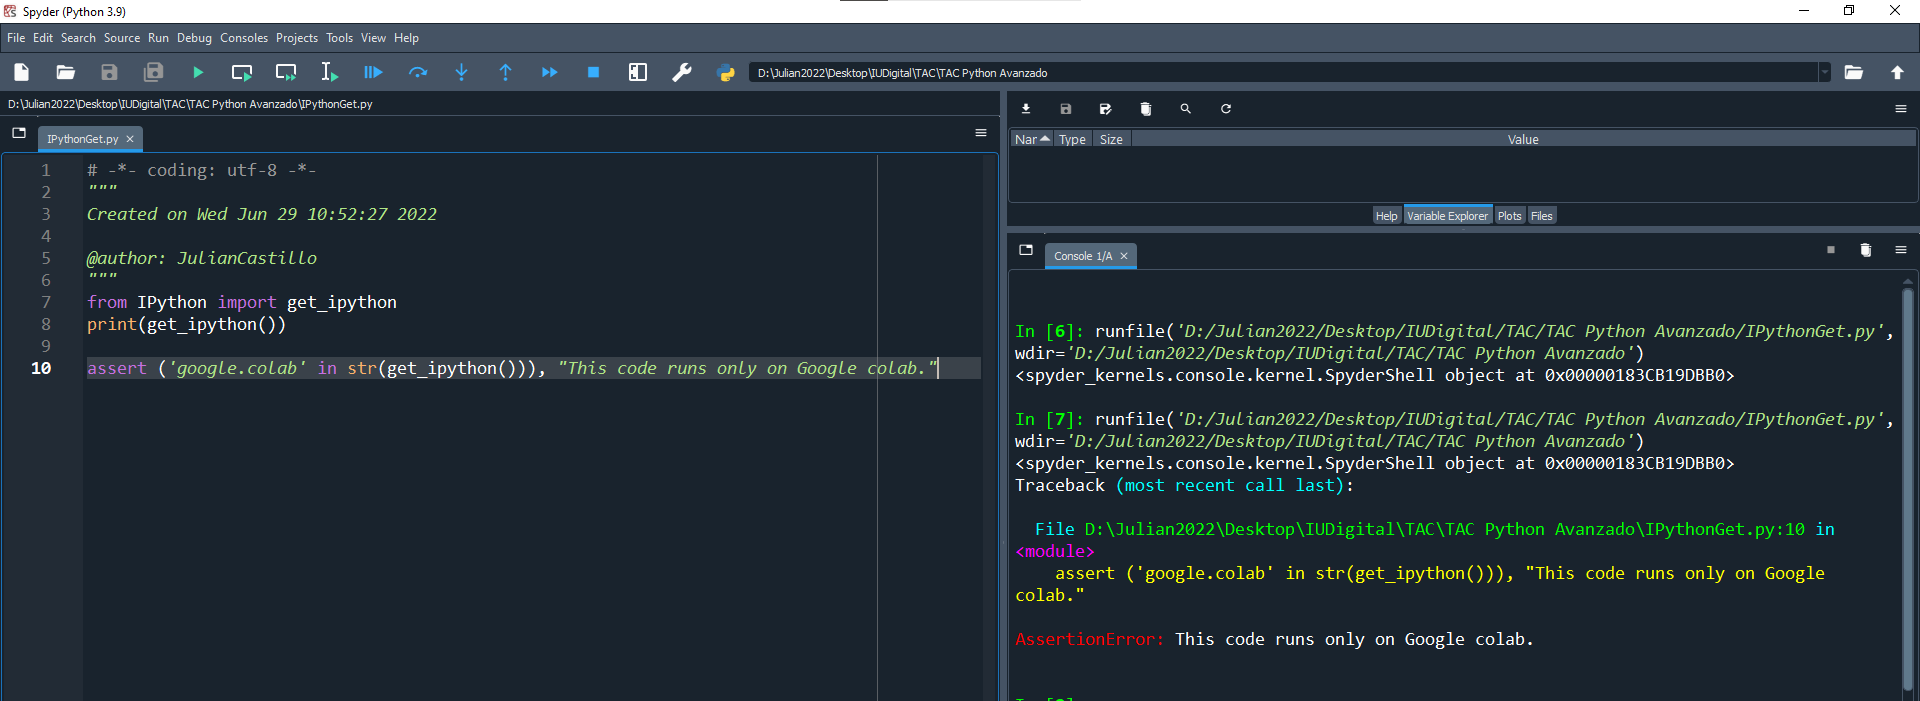 Spyder (Python 3.9)
File Edit Search Source Run Debug Consoles Projects Tools View Help
D:\Julian2022\Desktop\IUDigital\TAC\TAC Python Avanzado
D:\Julian2022\Desktop\IUDigital\TAC\TAC Python Avanzado\IPythonGet.py
IPythonGet.py
1 # -*- coding: utf-8 -*-
2 """
3 Created on Wed Jun 29 10:52:27 2022
4
5 @author: JulianCastillo
6 """
7 from IPython import get_ipython
8 print(get_ipython())
9
10 assert ('google.colab' in str(get_ipython())), "This code runs only on Google colab."
Nar Type Size Value
Help Variable Explorer Plots Files
Console 1/A
In [6]: runfile('D:/Julian2022/Desktop/IUDigital/TAC/TAC Python Avanzado/IPythonGet.py',
wdir='D:/Julian2022/Desktop/IUDigital/TAC/TAC Python Avanzado')
<spyder_kernels.console.kernel.SpyderShell object at 0x00000183CB19DBB0>
In [7]: runfile('D:/Julian2022/Desktop/IUDigital/TAC/TAC Python Avanzado/IPythonGet.py',
wdir='D:/Julian2022/Desktop/IUDigital/TAC/TAC Python Avanzado')
<spyder_kernels.console.kernel.SpyderShell object at 0x00000183CB19DBB0>
Traceback (most recent call last):
File D:\Julian2022\Desktop\IUDigital\TAC\TAC Python Avanzado\IPythonGet.py:10 in
<module>
assert ('google.colab' in str(get_ipython())), "This code runs only on Google
colab."
AssertionError: This code runs only on Google colab.